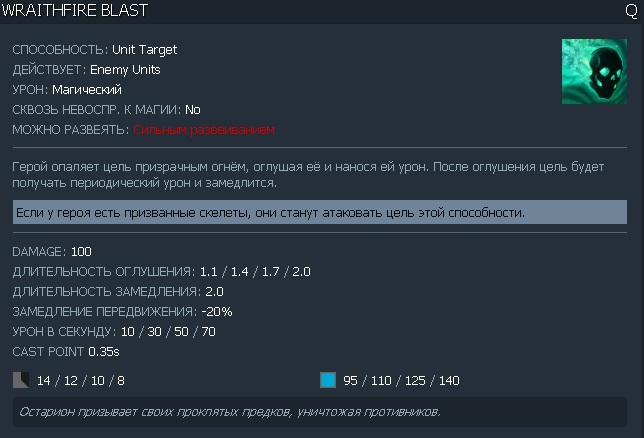 WRAITHFIRE BLAST Q
СПОСОБНОСТЬ: Unit Target
ДЕЙСТВУЕТ: Enemy Units
УРОН: Магический
СКВОЗЬ НЕВОСПР. К МАГИИ: No
МОЖНО РАЗВЕЯТЬ: Сильным развеиванием
Герой опаляет цель призрачным огнём, оглушая её и нанося ей урон. После оглушения цель будет
получать периодический урон и замедлится.
Если у героя есть призванные скелеты, они станут атаковать цель этой способности.
DAMAGE: 100
ДЛИТЕЛЬНОСТЬ ОГЛУШЕНИЯ: 1.1 / 1.4 / 1.7 / 2.0
ДЛИТЕЛЬНОСТЬ ЗАМЕДЛЕНИЯ: 2.0
ЗАМЕДЛЕНИЕ ПЕРЕДВИЖЕНИЯ: -20%
УРОН В СЕКУНДУ: 10 / 30 / 50 / 70
CAST POINT 0.35s
14 / 12 / 10 / 8 95 / 110 / 125 / 140
Остарион призывает своих проклятых предков, уничтожая противников.